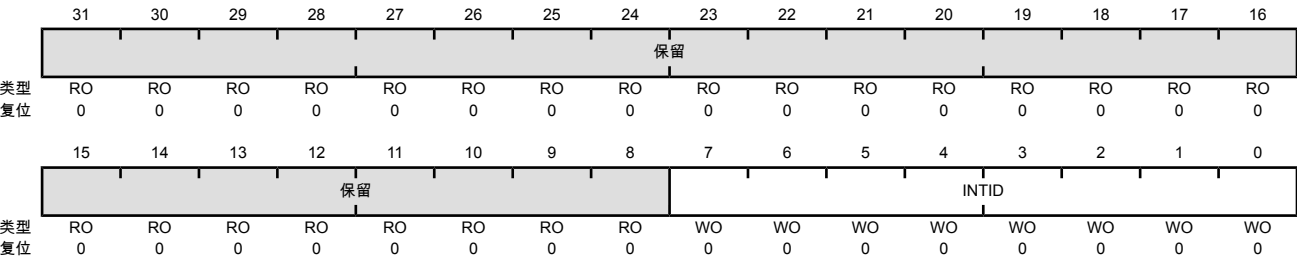 31 30 29 28 27 26 25 24 23 22 21 20 19 18 17 16
保留
类型 RO RO RO RO RO RO RO RO RO RO RO RO RO RO RO RO
复位 0 0 0 0 0 0 0 0 0 0 0 0 0 0 0 0
15 14 13 12 11 10 9 8 7 6 5 4 3 2 1 0
保留 INTID
类型 RO RO RO RO RO RO RO RO WO WO WO WO WO WO WO WO
复位 0 0 0 0 0 0 0 0 0 0 0 0 0 0 0 0